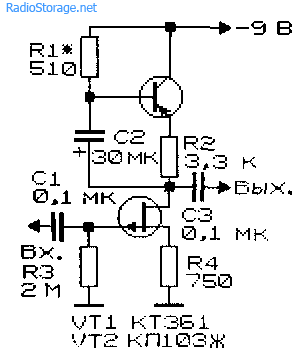 RadioStorage.net
R1*
510
-9 В
C2
+
30 мк
R2
3,3 к
C1
0,1 мк
Вых.
C3
0,1 мк
Вх.
R3
2 М
R4
750
VT1 КТ361
VT2 КП103Ж